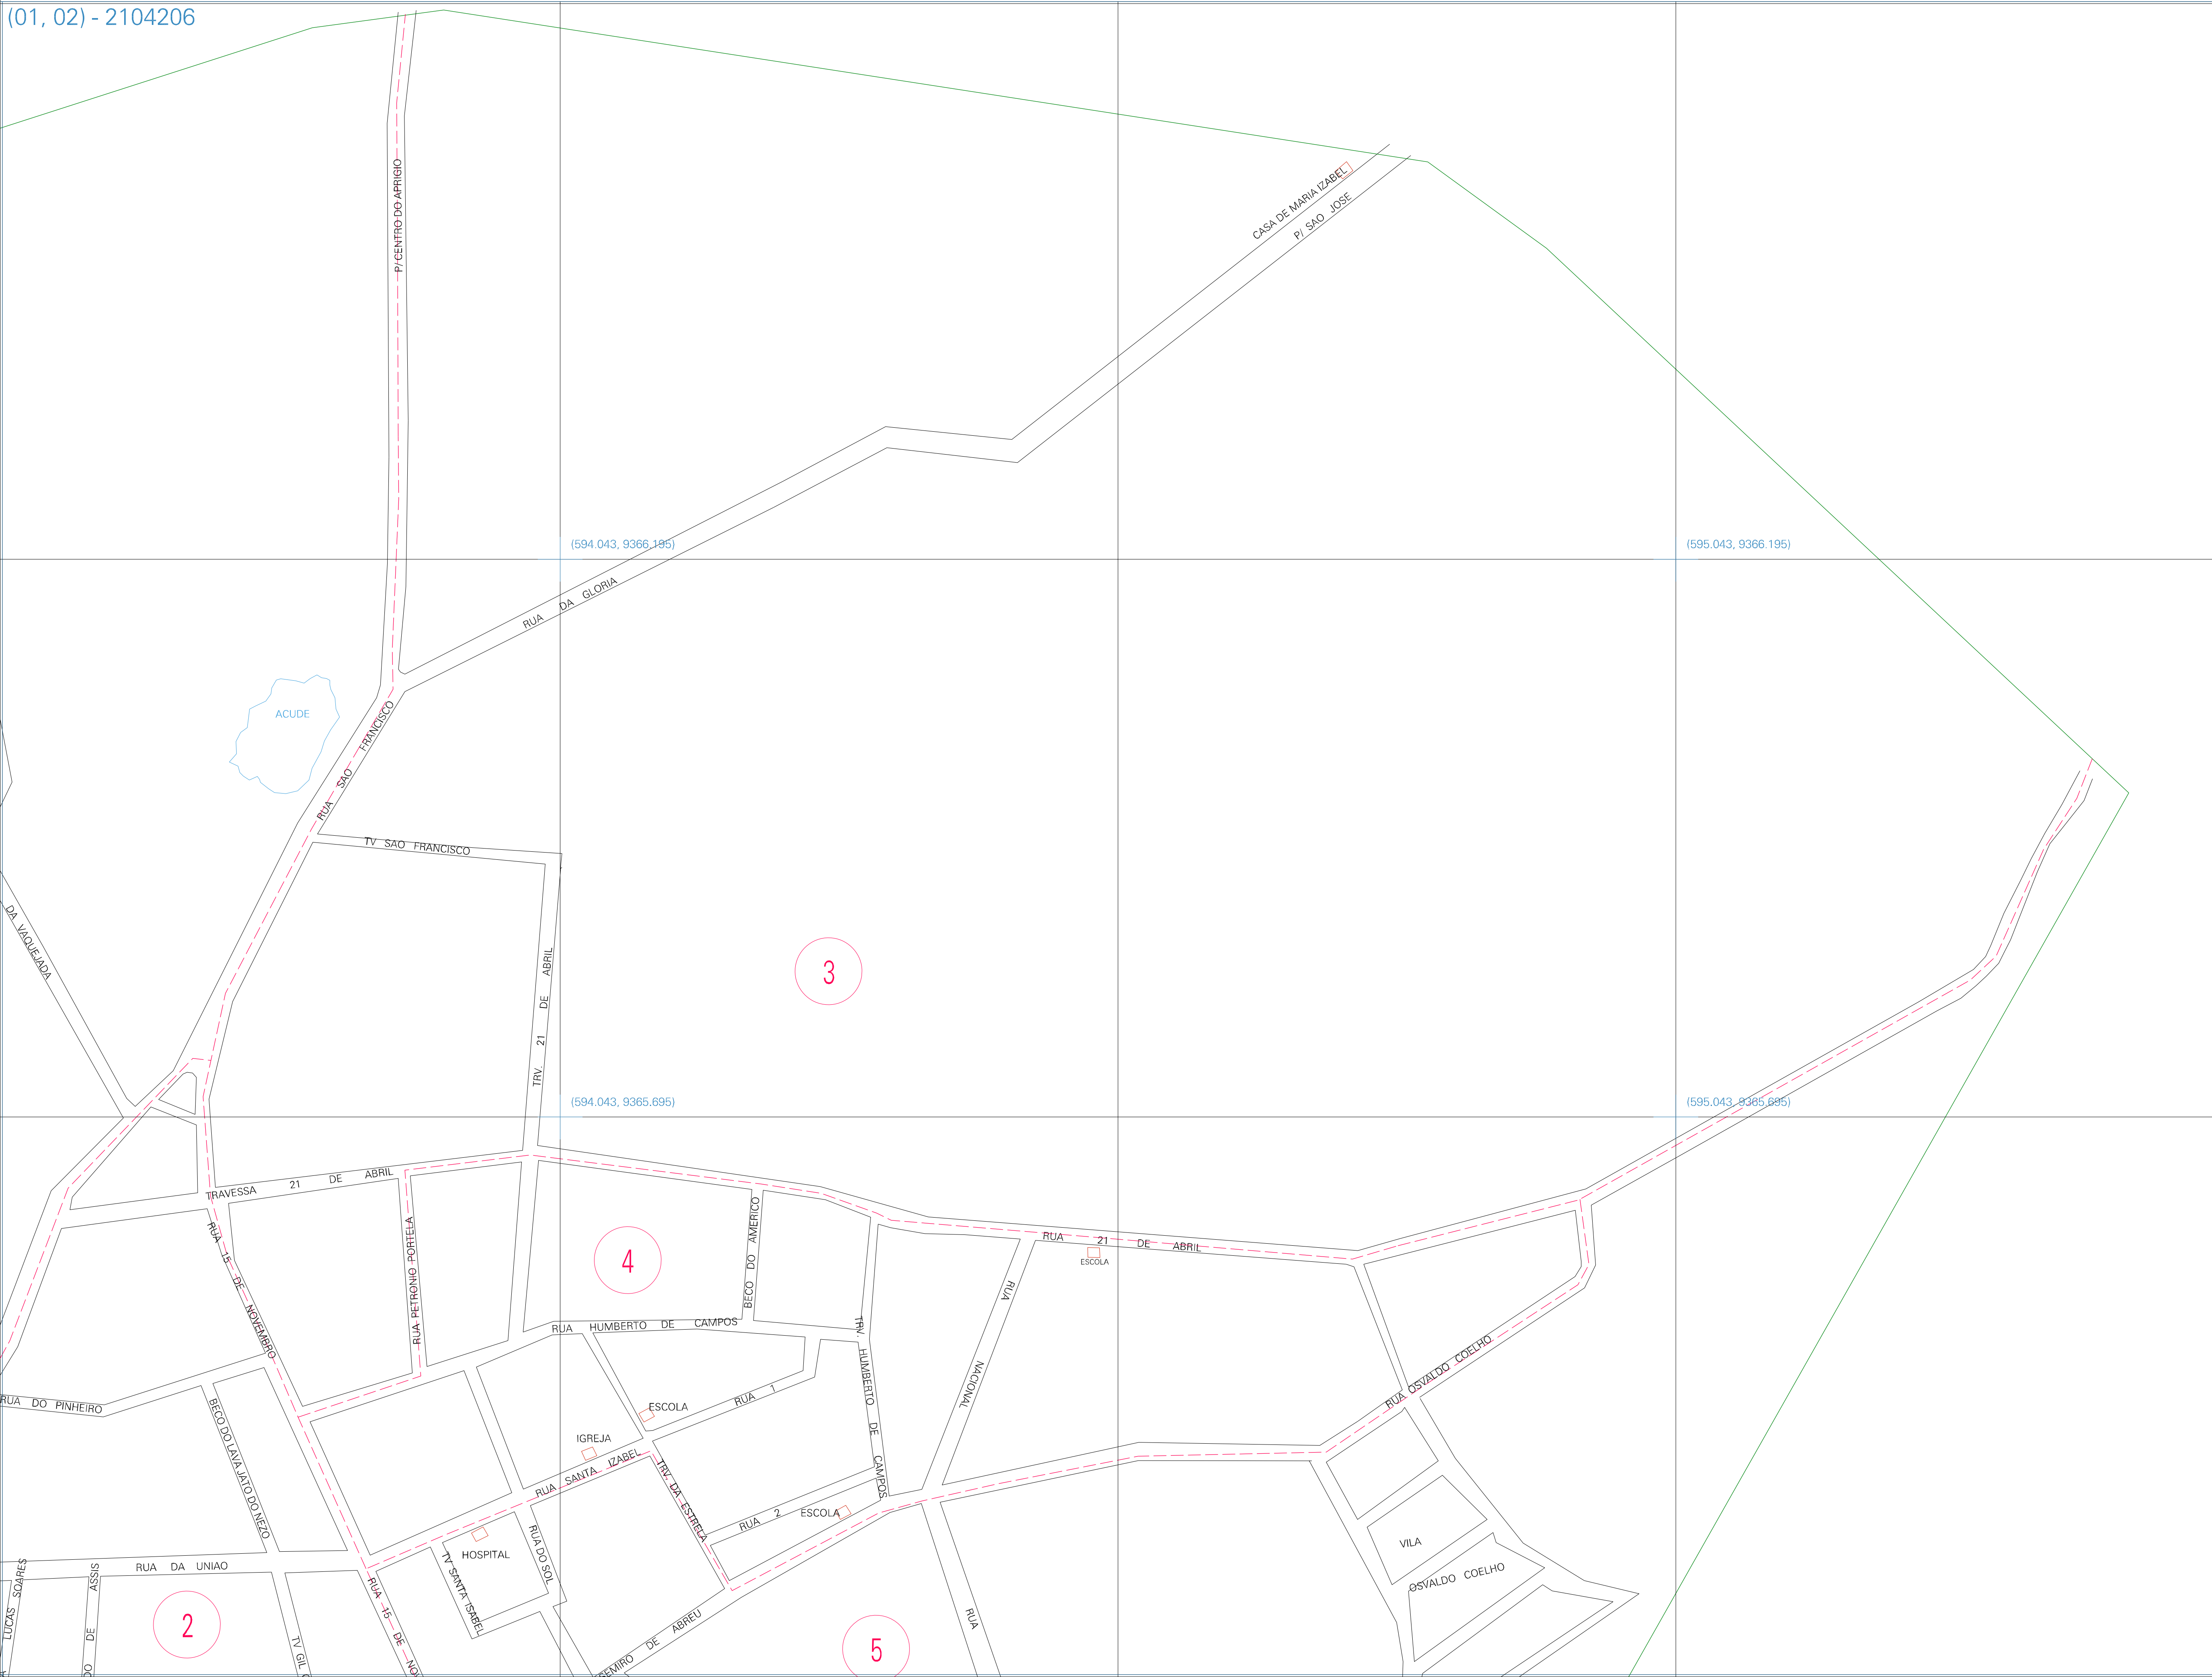 (01, 02) - 2104206
P/ CENTRO DO APRIGIO
CASA DE MARIA IZABEL
P/ SAO JOSE
(594.043, 9366.195)
(595.043, 9366.195)
RUA DA GLORIA
ACUDE
RUA SAO FRANCISCO
TV SAO FRANCISCO
DA VAQUEJADA
TRV. 21 DE ABRIL
3
(594.043, 9365.695)
(595.043, 9365.695)
TRAVESSA 21 DE ABRIL
RUA 15 DE NOVEMBRO
RUA PETRONIO PORTELA
4
BECO DO AMERICO
RUA 21 DE ABRIL
ESCOLA
RUA NACIONAL
RUA HUMBERTO DE CAMPOS
TRV. HUMBERTO DE CAMPOS
RUA OSVALDO COELHO
RUA DO PINHEIRO
BECO DO LAVA JATO DO NEZO
ESCOLA
RUA 1
IGREJA
RUA SANTA IZABEL
TRV. DA ESTRELA
RUA 2
ESCOLA
HOSPITAL
RUA DO SOL
TV SANTA ISABEL
VILA
OSVALDO COELHO
RUA DA UNIAO
LUCAS SOARES
DE ASSIS
2
TV GIL
RUA 15 DE
DE ABREU
5
RUA